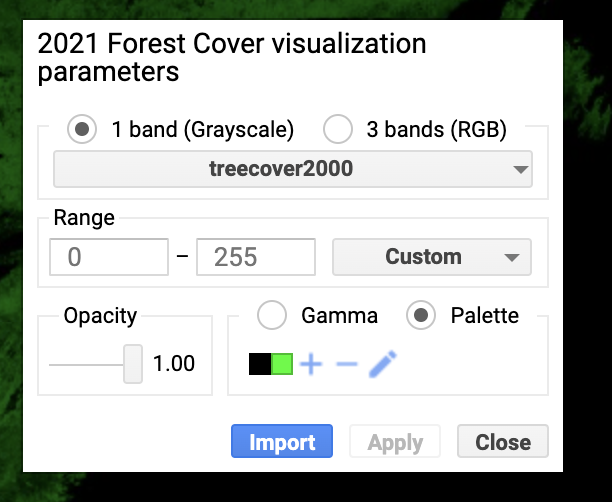 2021 Forest Cover visualization
parameters
1 band (Grayscale) 3 bands (RGB)
treecover2000
Range
0 – 255 Custom
Opacity Gamma Palette
1.00
Import Apply Close